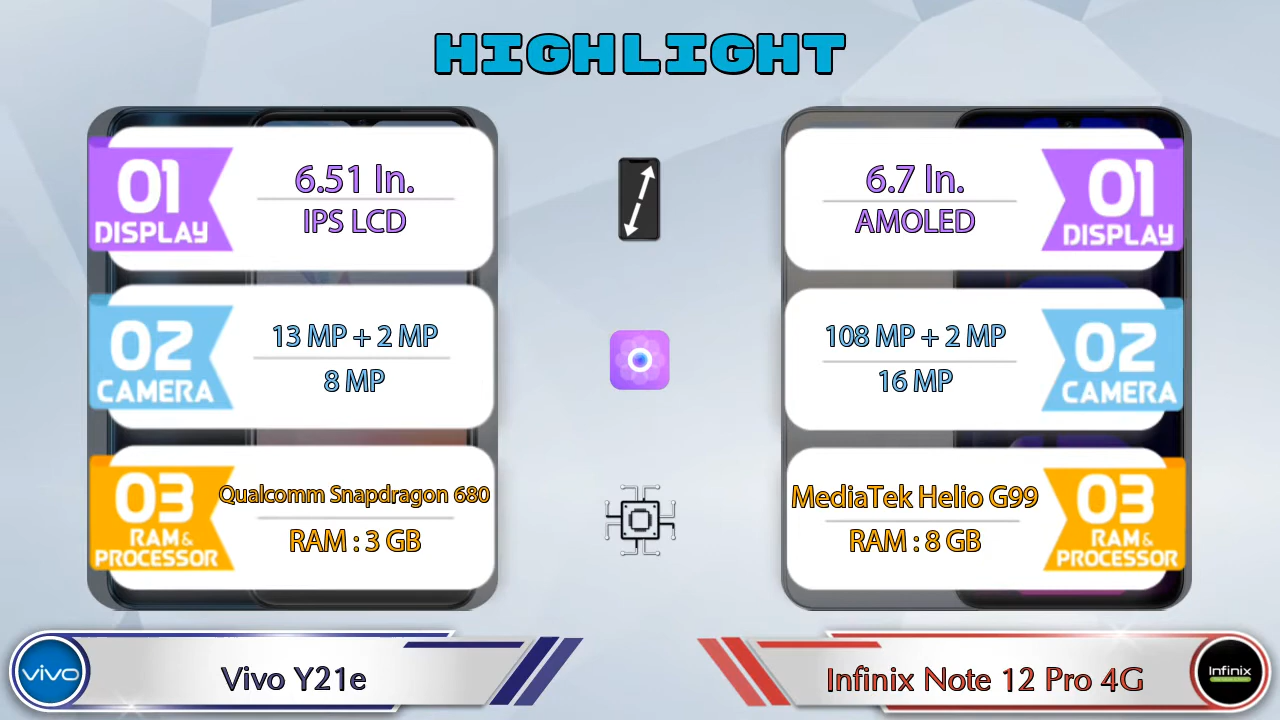 HIGHLIGHT
01
DISPLAY
6.51 In.
IPS LCD
02
CAMERA
13 MP + 2 MP
8 MP
03
RAM &
PROCESSOR
Qualcomm Snapdragon 680
RAM : 3 GB
6.7 In.
AMOLED
01
DISPLAY
108 MP + 2 MP
16 MP
02
CAMERA
MediaTek Helio G99
RAM : 8 GB
03
RAM &
PROCESSOR
vivo
Vivo Y21e
Infinix Note 12 Pro 4G
Infinix